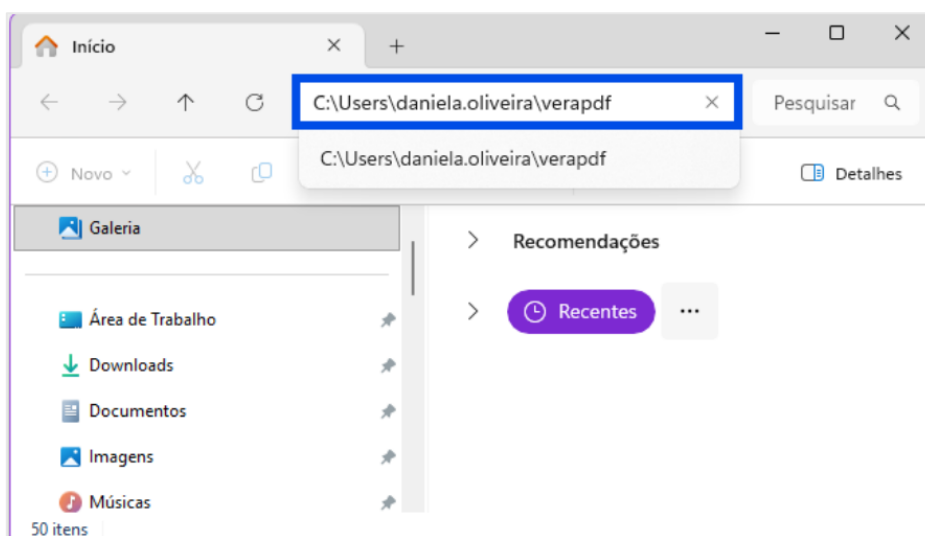 Início
C:\Users\daniela.oliveira\verapdf
Pesquisar
C:\Users\daniela.oliveira\verapdf
Novo
Detalhes
Galeria
Recomendações
Área de Trabalho
Recentes
Downloads
Documentos
Imagens
Músicas
50 itens